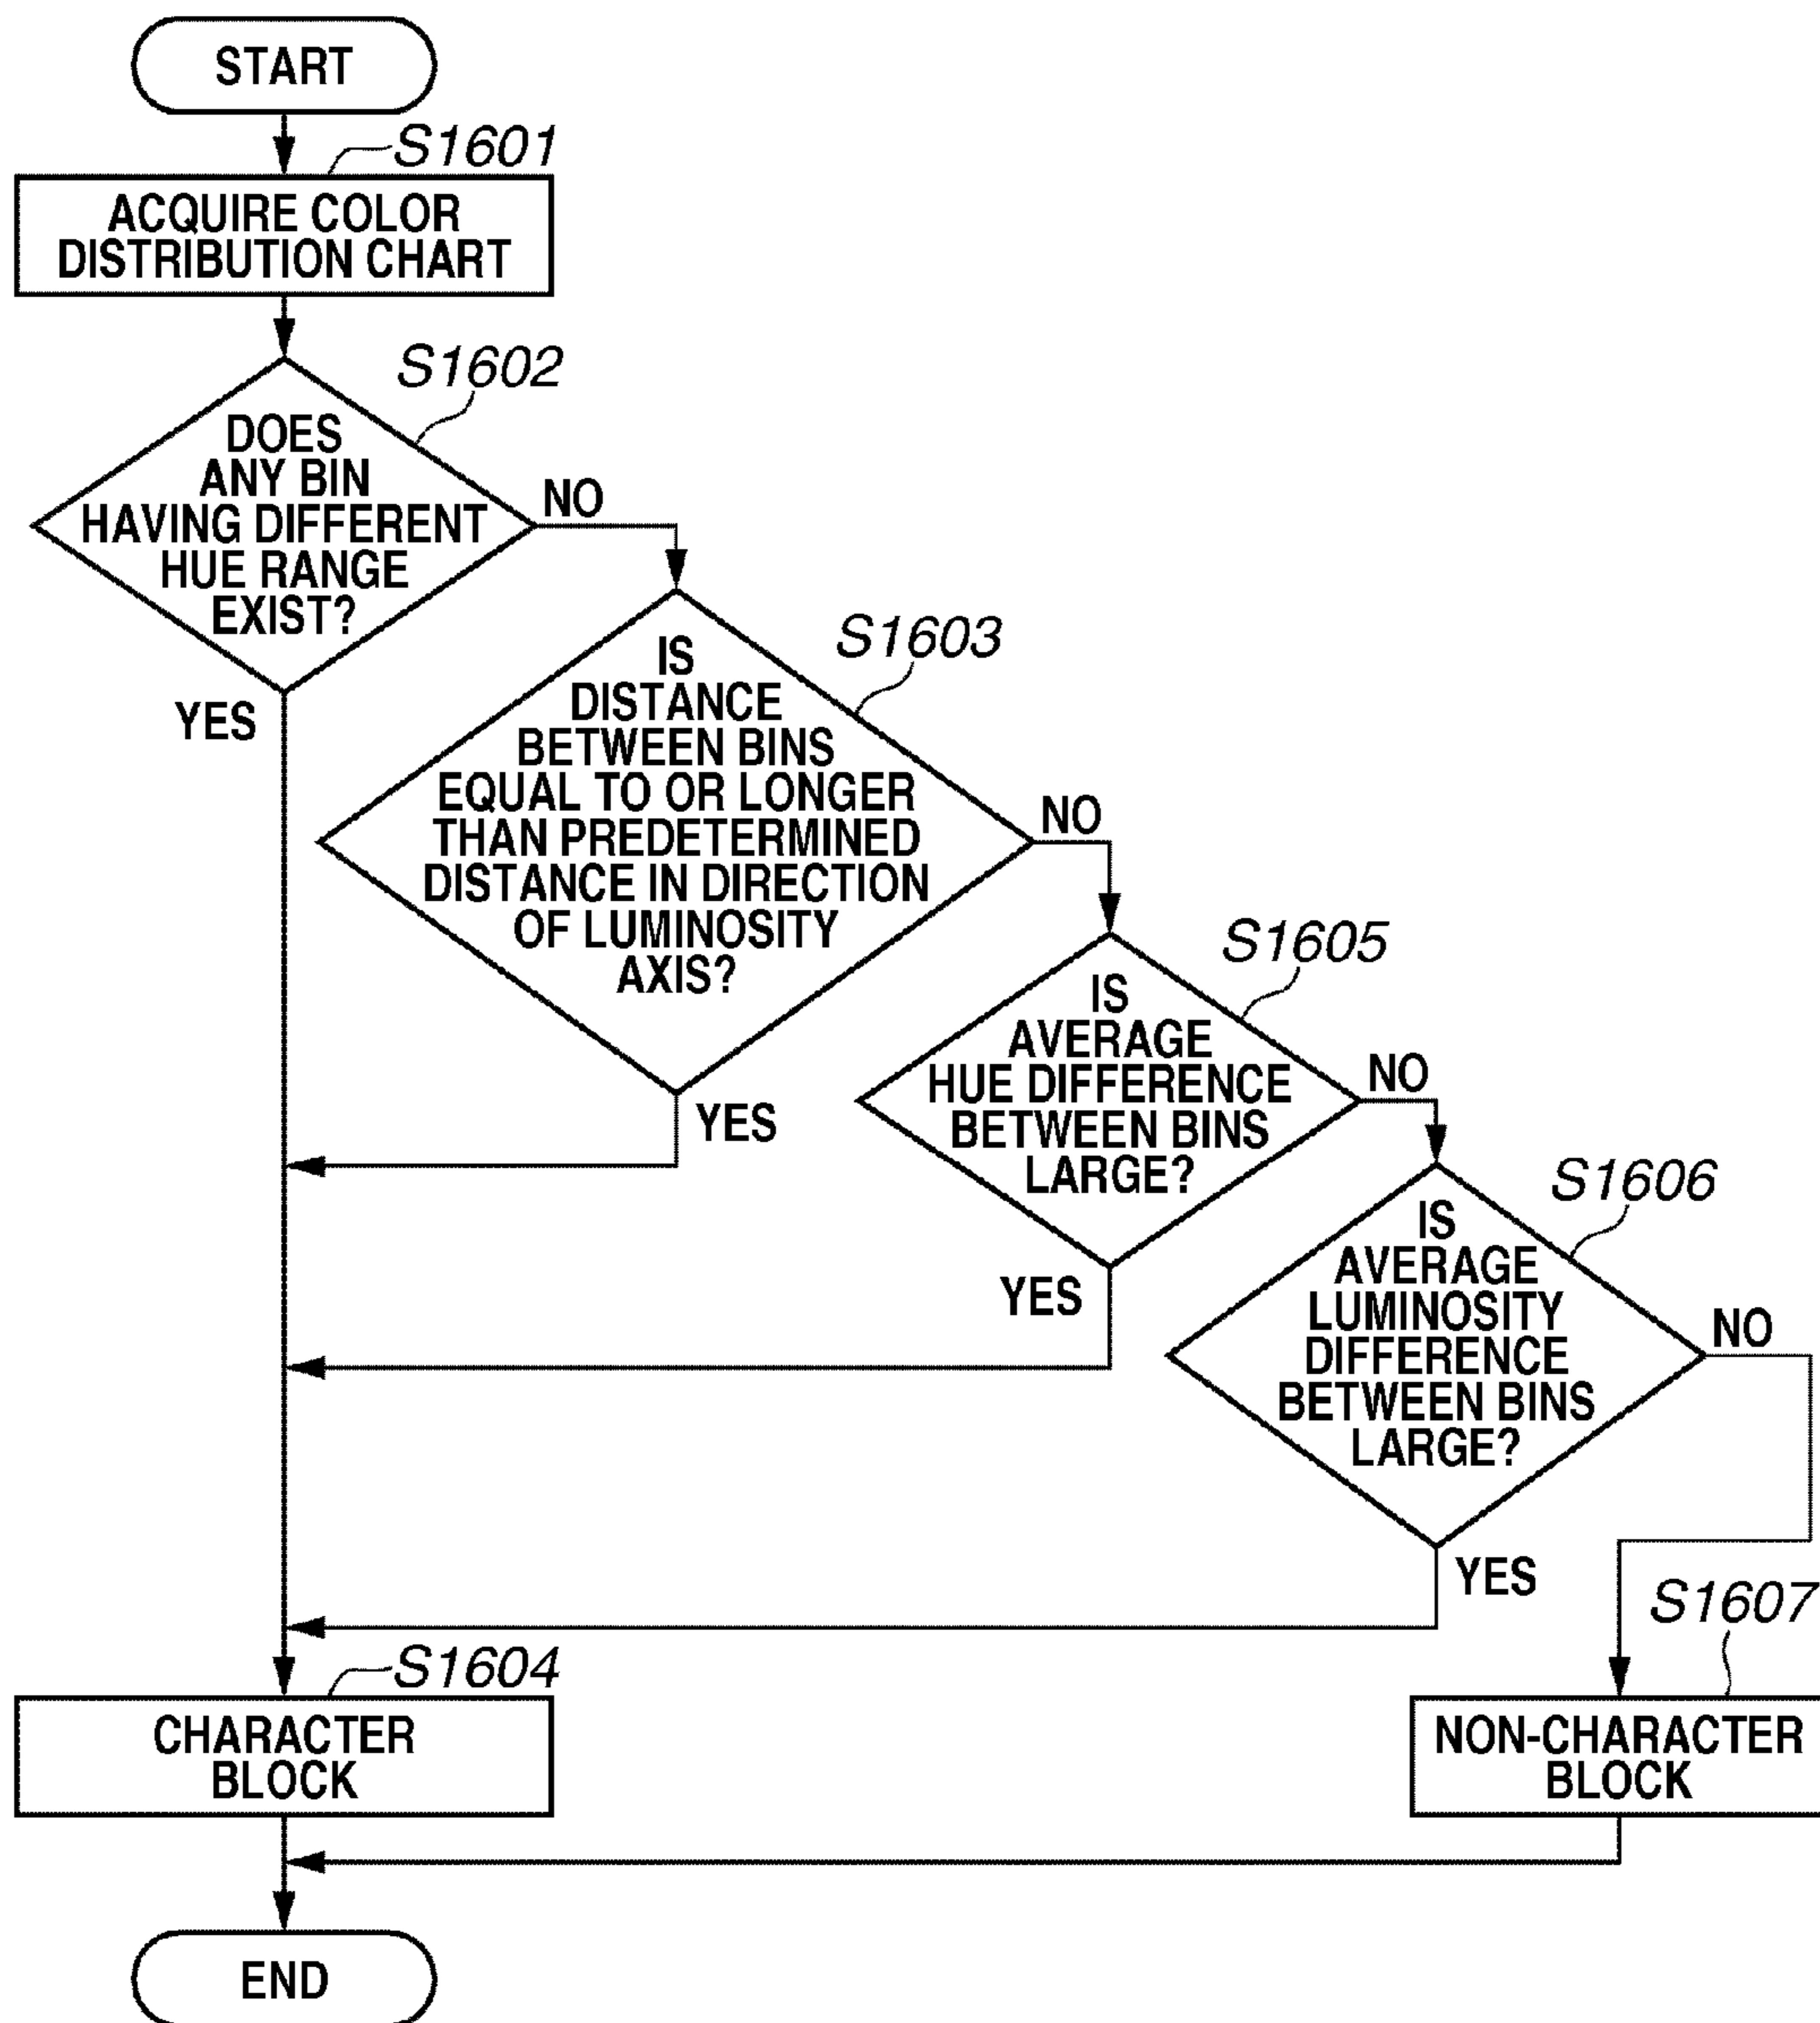 START
S1601
ACQUIRE COLOR
DISTRIBUTION CHART
S1602
DOES
ANY BIN
HAVING DIFFERENT
HUE RANGE
EXIST?
NO
YES
S1603
IS
DISTANCE
BETWEEN BINS
EQUAL TO OR LONGER
THAN PREDETERMINED
DISTANCE IN DIRECTION
OF LUMINOSITY
AXIS?
NO
YES
S1605
IS
AVERAGE
HUE DIFFERENCE
BETWEEN BINS
LARGE?
NO
YES
S1606
IS
AVERAGE
LUMINOSITY
DIFFERENCE
BETWEEN BINS
LARGE?
NO
YES
S1604
CHARACTER
BLOCK
S1607
NON-CHARACTER
BLOCK
END